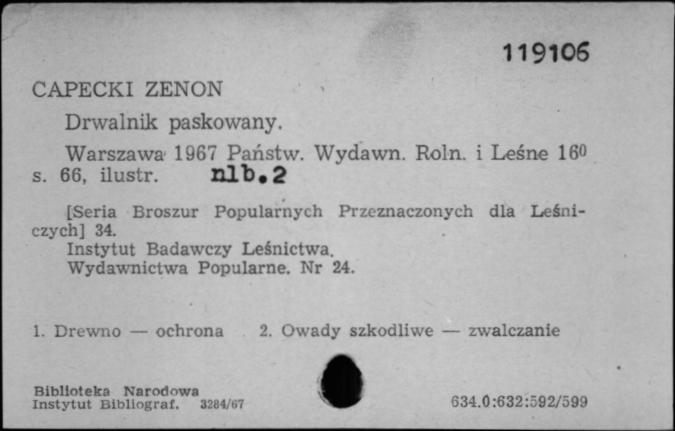 119106
CAPECKI ZENON
Drwalnik paskowany.
Warszawa 1967 Państw. Wydawn. Roln. i Leśne 16⁰
s. 66, ilustr. nlb.2
[Seria Broszur Popularnych Przeznaczonych dla Leśni-
czych] 34.
Instytut Badawczy Leśnictwa.
Wydawnictwa Popularne. Nr 24.
1. Drewno — ochrona 2. Owady szkodliwe — zwalczanie
Biblioteka Narodowa
Instytut Bibliograf. 3284/67 634.0:632:592/599